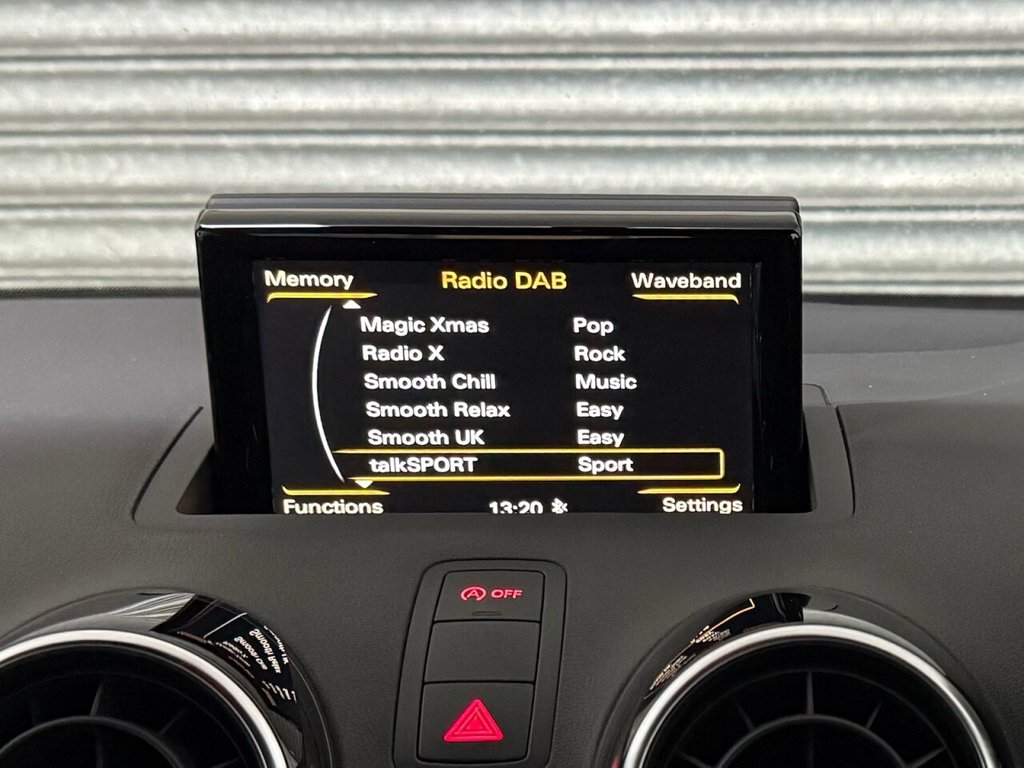 Memory Radio DAB Waveband
Magic Xmas Pop
Radio X Rock
Smooth Chill Music
Smooth Relax Easy
Smooth UK Easy
talkSPORT Sport
Functions 13:20 Settings
A OFF